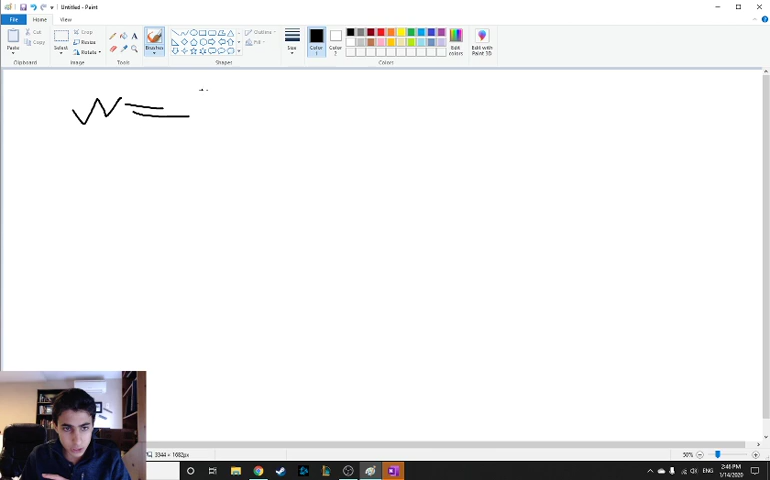 Untitled - Paint
File Home View
Paste Cut Copy Select Crop Resize Rotate Brushes Outline Fill Size Color 1 Color 2 Edit colors Edit with Paint 3D
Clipboard Image Tools Shapes Colors
W =
3344 × 1662px 50%
ENG 2:46 PM 1/14/2020